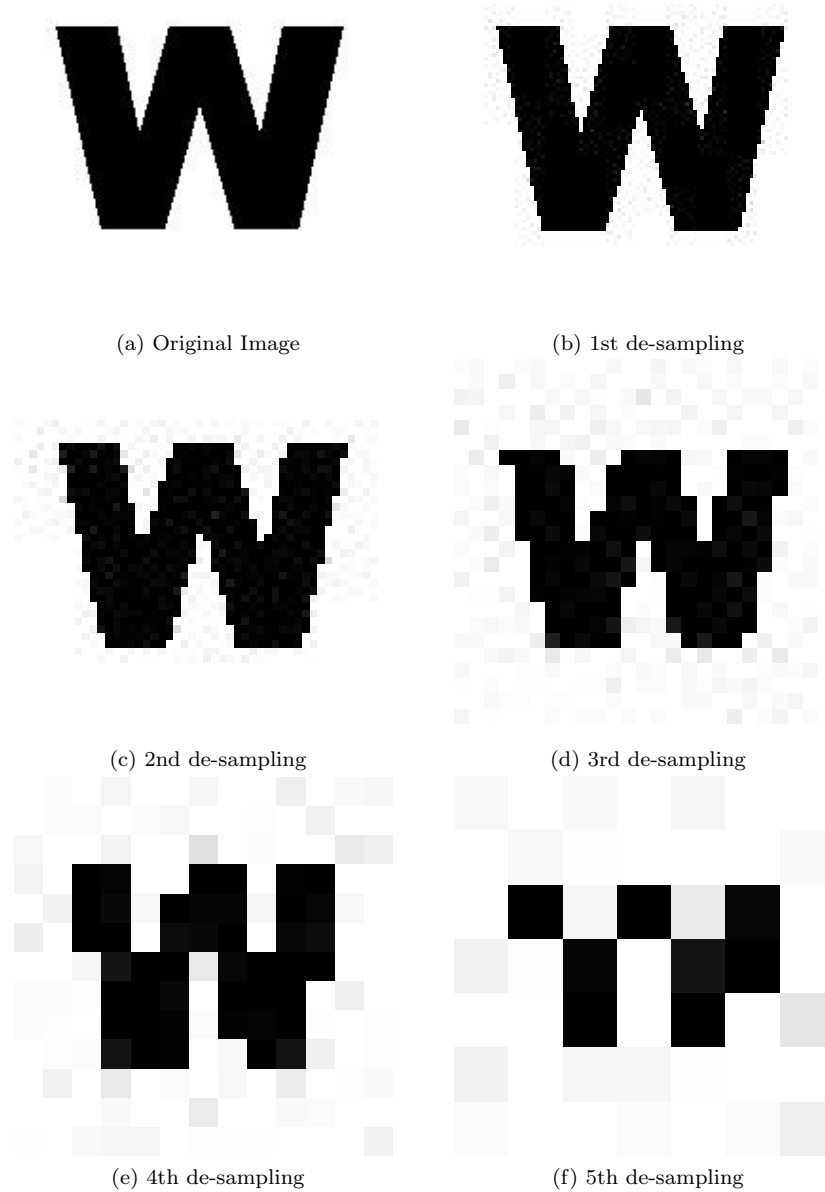 W W
(a) Original Image (b) 1st de-sampling
W W
(c) 2nd de-sampling (d) 3rd de-sampling
W
(e) 4th de-sampling (f) 5th de-sampling